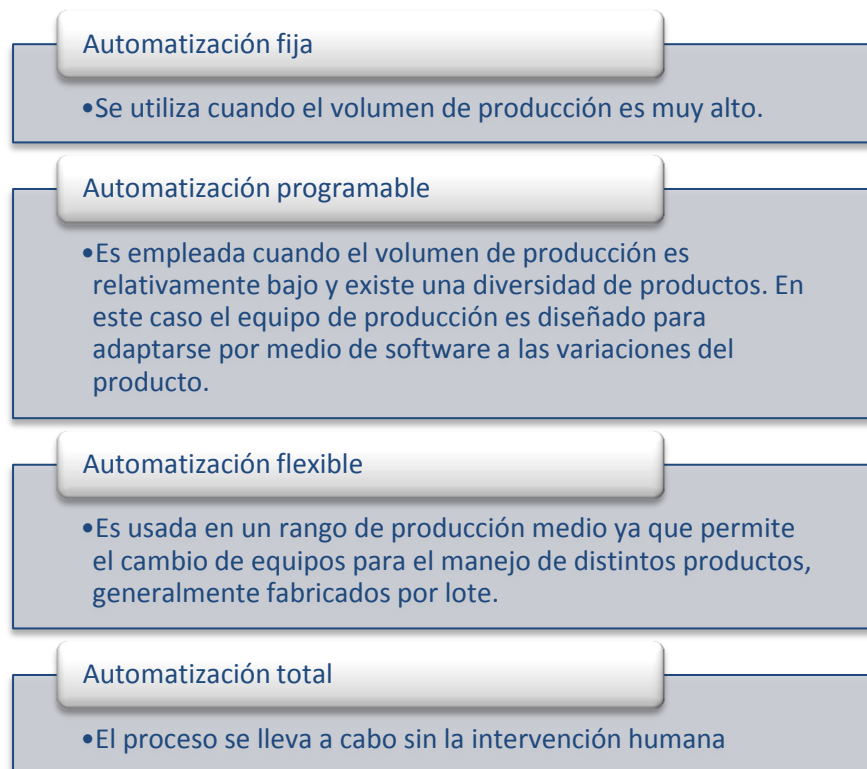 Automatización fija
•Se utiliza cuando el volumen de producción es muy alto.
Automatización programable
•Es empleada cuando el volumen de producción es
relativamente bajo y existe una diversidad de productos. En
este caso el equipo de producción es diseñado para
adaptarse por medio de software a las variaciones del
producto.
Automatización flexible
•Es usada en un rango de producción medio ya que permite
el cambio de equipos para el manejo de distintos productos,
generalmente fabricados por lote.
Automatización total
•El proceso se lleva a cabo sin la intervención humana